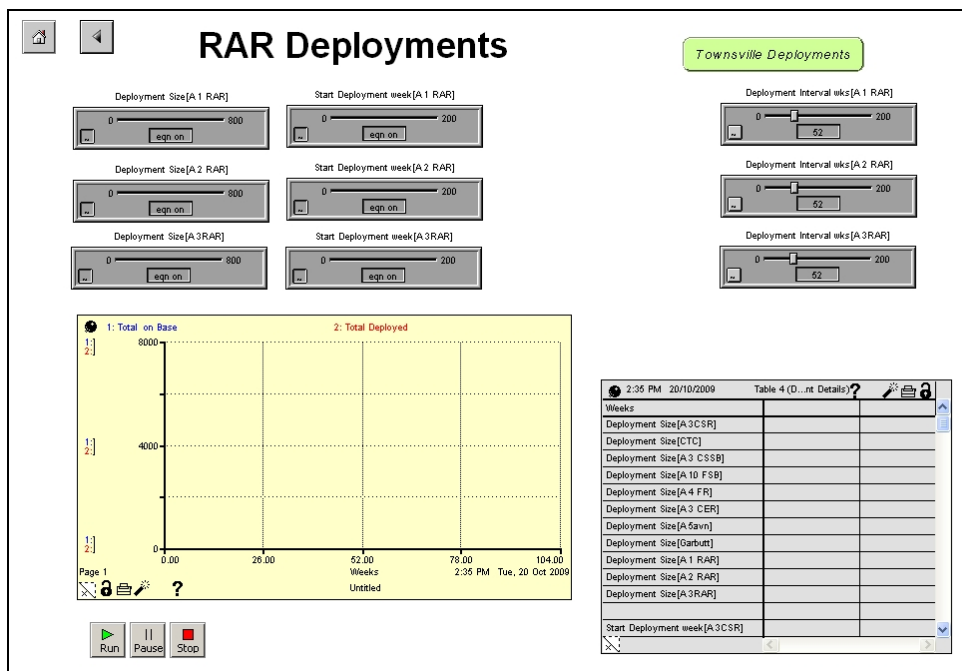 RAR Deployments
Townsville Deployments
Deployment Size[A 1 RAR]
0 800
eqn on
Start Deployment week[A 1 RAR]
0 200
eqn on
Deployment Interval wks[A 1 RAR]
0 200
52
Deployment Size[A 2 RAR]
0 800
eqn on
Start Deployment week[A 2 RAR]
0 200
eqn on
Deployment Interval wks[A 2 RAR]
0 200
52
Deployment Size[A 3RAR]
0 800
eqn on
Start Deployment week[A 3RAR]
0 200
eqn on
Deployment Interval wks[A 3RAR]
0 200
52
1: Total on Base 2: Total Deployed
1:
2:
8000
1:
2:
4000
1:
2:
0
0.00 26.00 52.00 78.00 104.00
Page 1 Weeks 2:35 PM Tue, 20 Oct 2009
? Untitled
Run
Pause
Stop
2:35 PM 20/10/2009 Table 4 (D...nt Details) ?
Weeks
Deployment Size[A 3CSR]
Deployment Size[CTC]
Deployment Size[A 3 CSSB]
Deployment Size[A 10 FSB]
Deployment Size[A 4 FR]
Deployment Size[A 3 CER]
Deployment Size[A 5avn]
Deployment Size[Garbutt]
Deployment Size[A 1 RAR]
Deployment Size[A 2 RAR]
Deployment Size[A 3RAR]
Start Deployment week[A 3CSR]